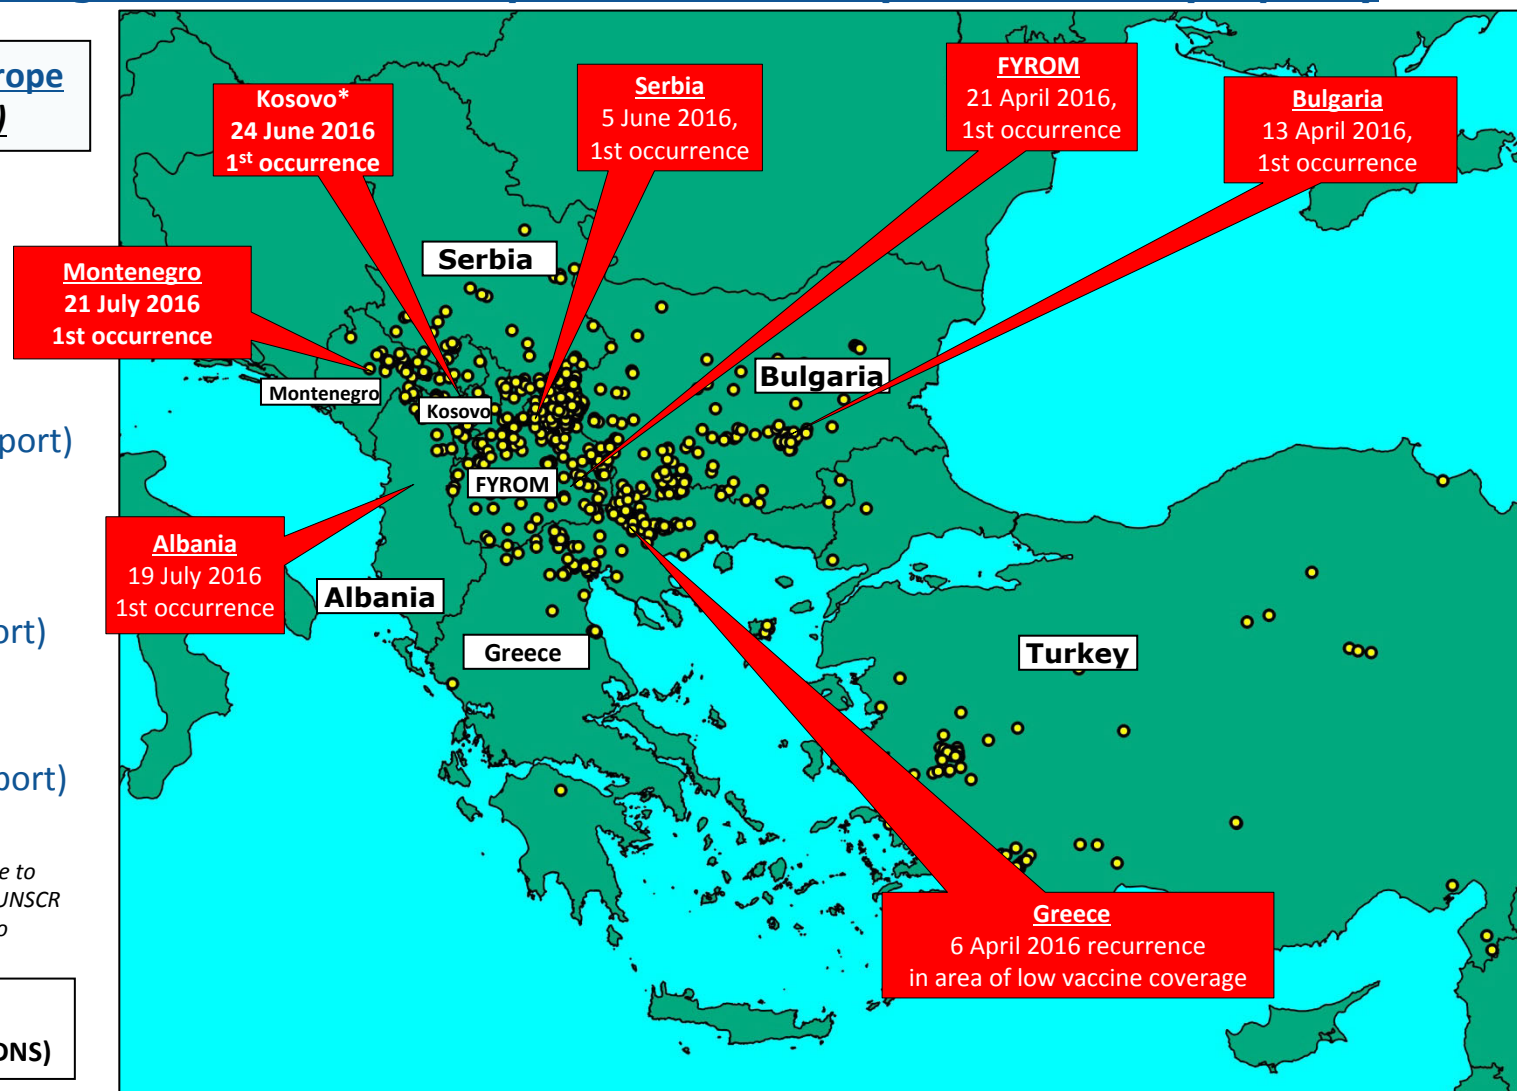 rope
)
port)
ort)
port)
e to
UNSCR
o
ONS)
Kosovo*
24 June 2016
1st occurrence
Serbia
5 June 2016,
1st occurrence
FYROM
21 April 2016,
1st occurrence
Bulgaria
13 April 2016,
1st occurrence
Montenegro
21 July 2016
1st occurrence
Serbia
Montenegro
Kosovo
Bulgaria
FYROM
Albania
19 July 2016
1st occurrence
Albania
Greece
Turkey
Greece
6 April 2016 recurrence
in area of low vaccine coverage